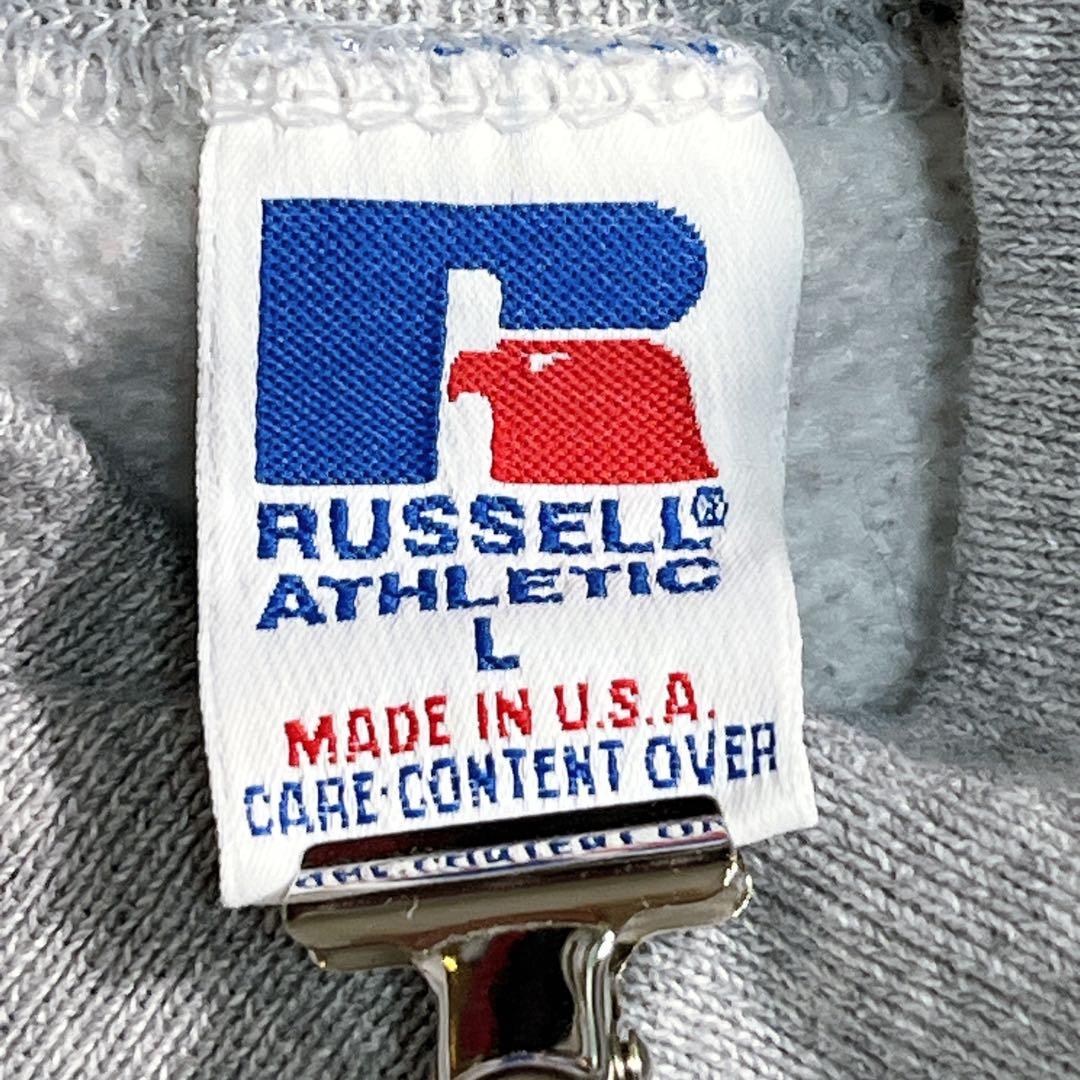 RUSSELL®
ATHLETIC
L
MADE IN U.S.A.
CARE·CONTENT OVER